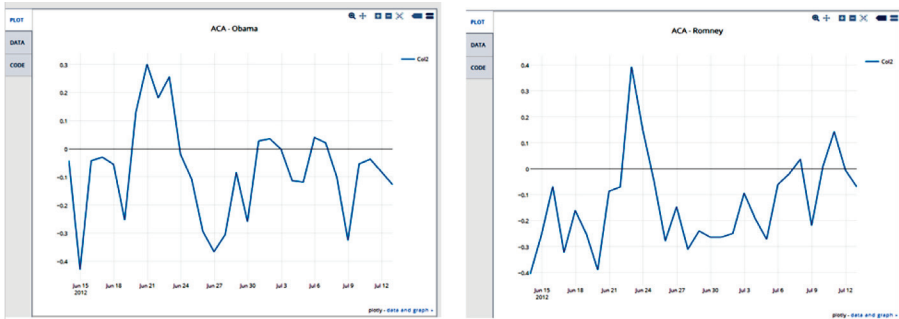 PLOT
DATA
CODE
ACA - Obama
Col2
0.3
0.2
0.1
0
−0.1
−0.2
−0.3
−0.4
Jun 15 Jun 18 Jun 21 Jun 24 Jun 27 Jun 30 Jul 3 Jul 6 Jul 9 Jul 12
2012
plotly - data and graph »
PLOT
DATA
CODE
ACA - Romney
Col2
0.4
0.3
0.2
0.1
0
−0.1
−0.2
−0.3
−0.4
Jun 15 Jun 18 Jun 21 Jun 24 Jun 27 Jun 30 Jul 3 Jul 6 Jul 9 Jul 12
2012
plotly - data and graph »